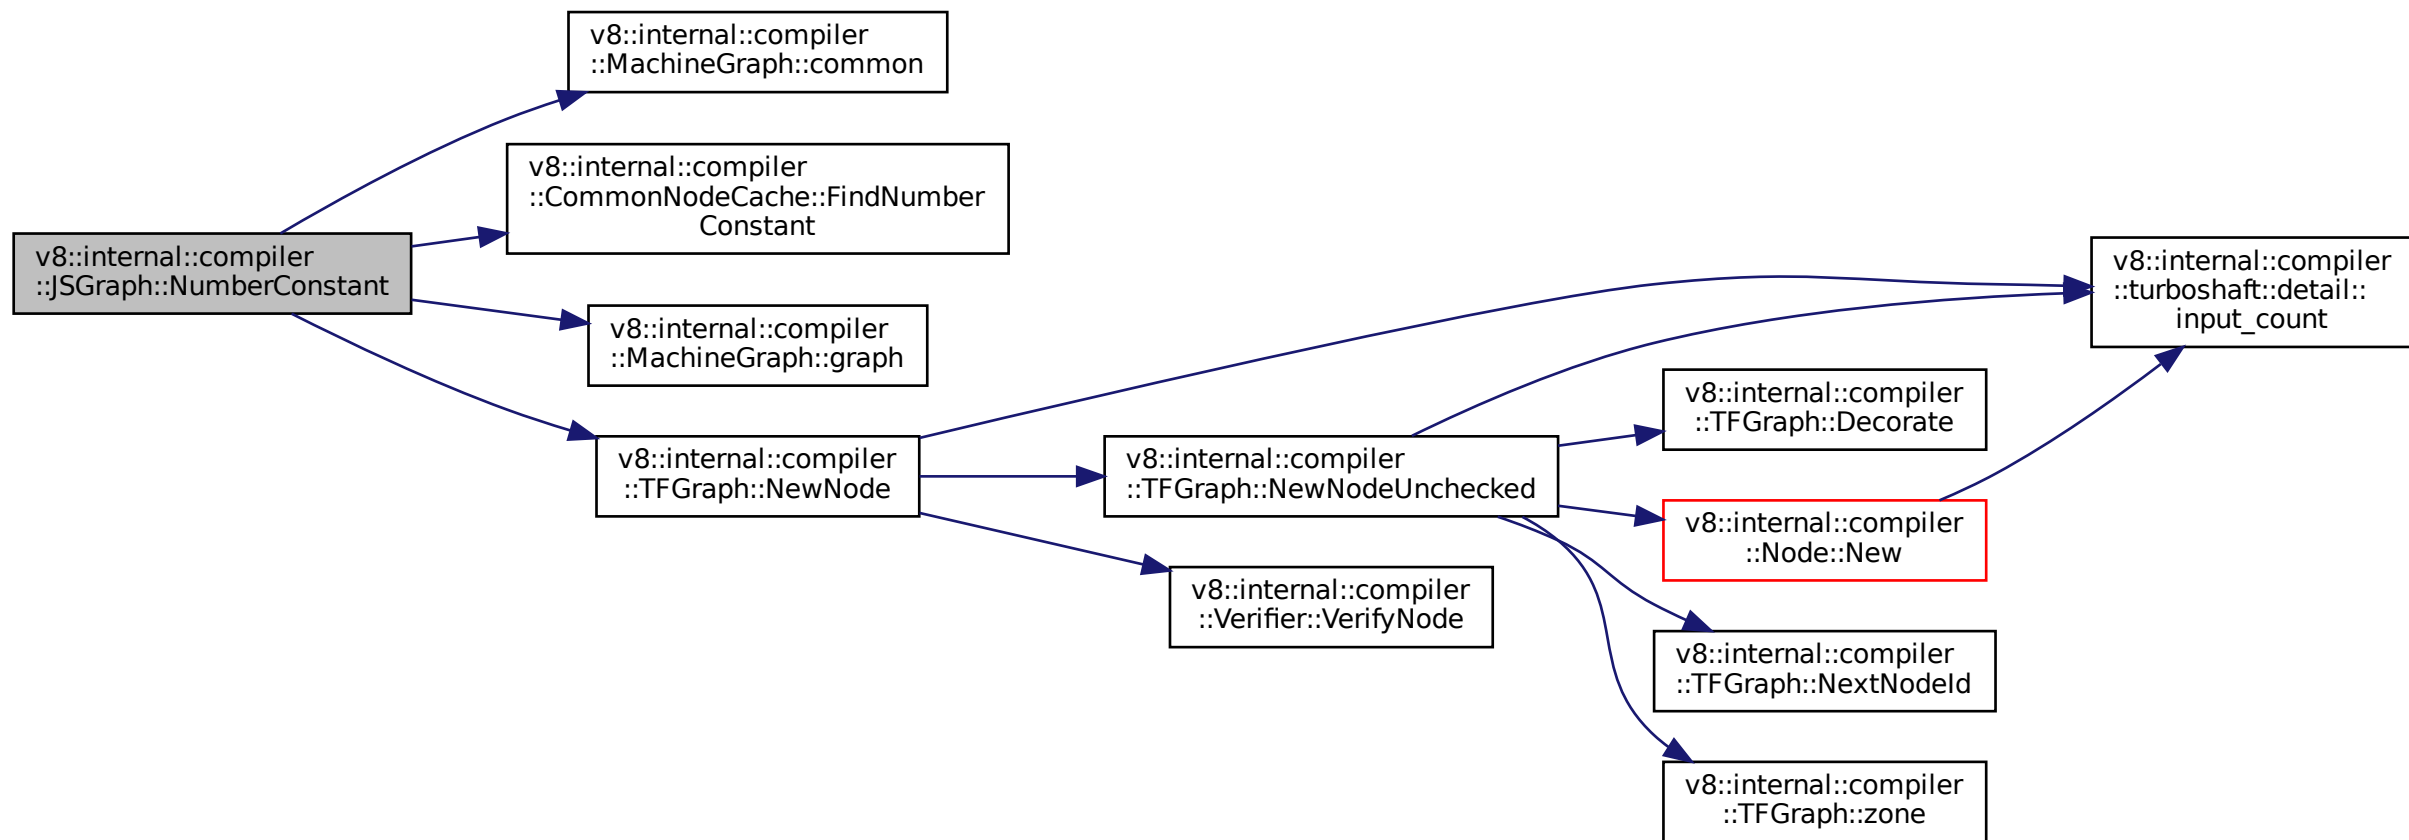 v8::internal::compiler
::JSGraph::NumberConstant
v8::internal::compiler
::MachineGraph::common
v8::internal::compiler
::CommonNodeCache::FindNumber
Constant
v8::internal::compiler
::MachineGraph::graph
v8::internal::compiler
::TFGraph::NewNode
v8::internal::compiler
::TFGraph::NewNodeUnchecked
v8::internal::compiler
::Verifier::VerifyNode
v8::internal::compiler
::TFGraph::Decorate
v8::internal::compiler
::Node::New
v8::internal::compiler
::TFGraph::NextNodeId
v8::internal::compiler
::TFGraph::zone
v8::internal::compiler
::turboshaft::detail::
input_count